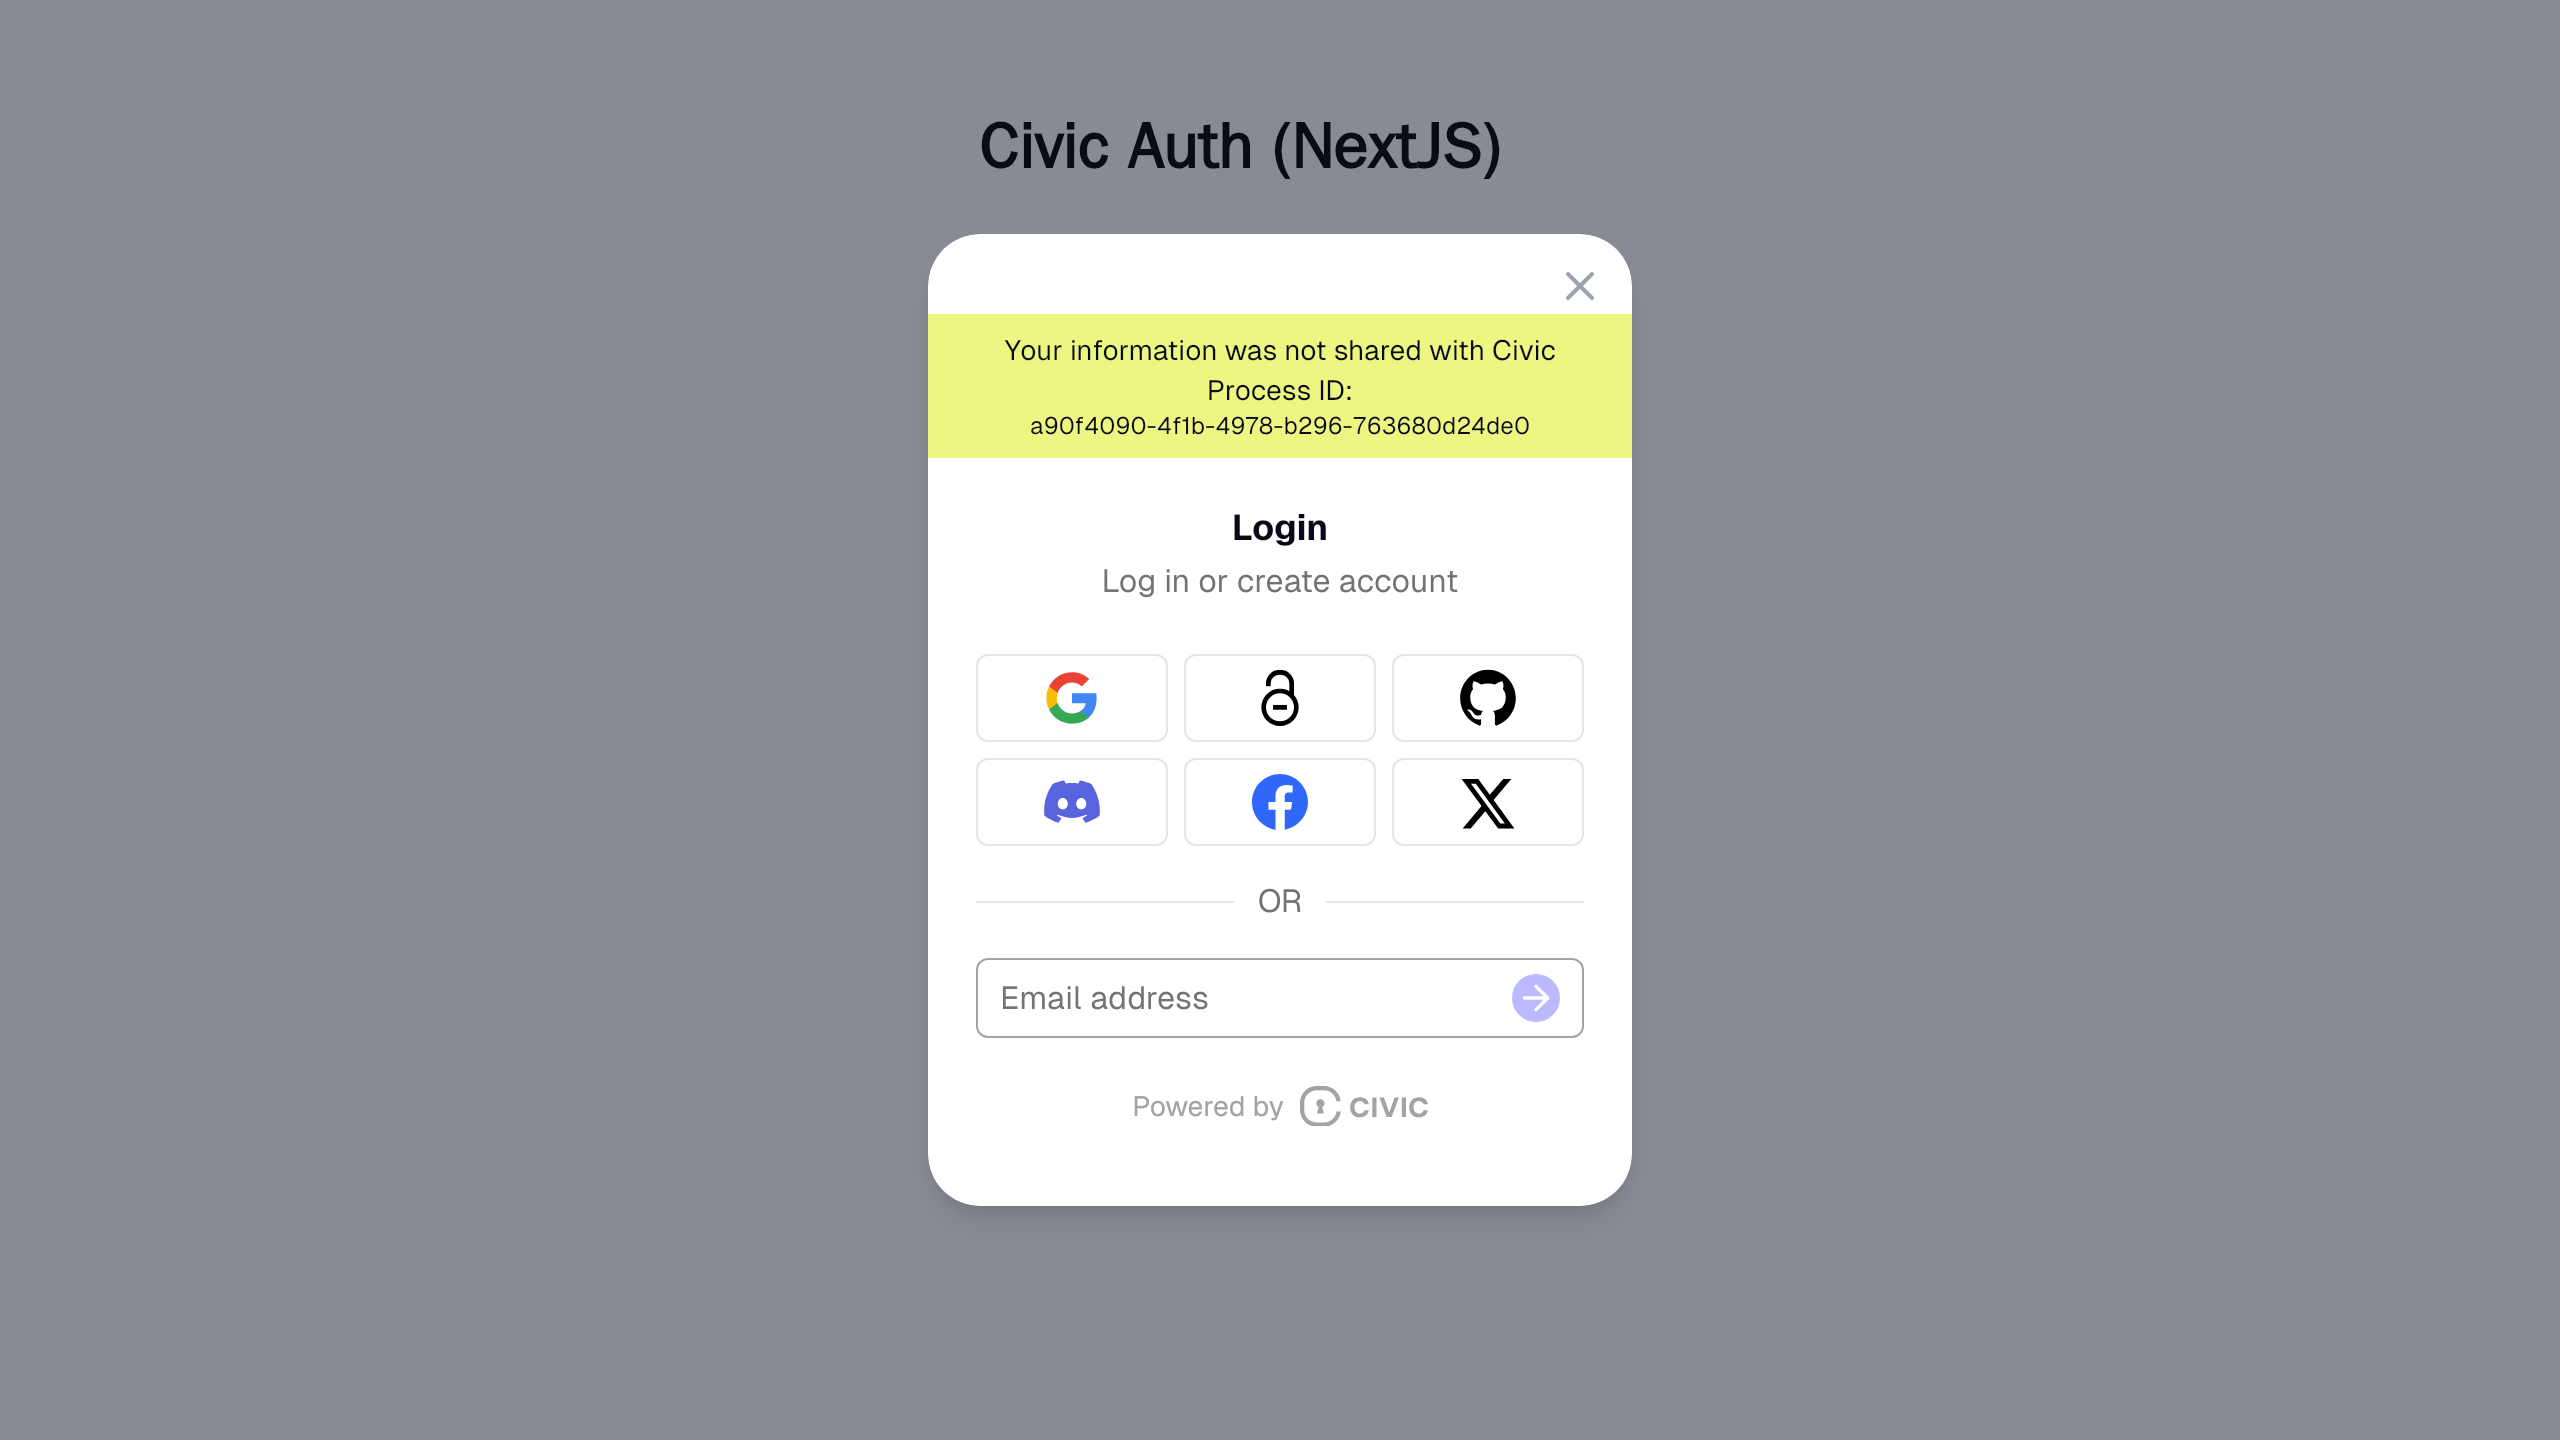 Civic Auth (NextJS)
Your information was not shared with Civic
Process ID:
a90f4090-4f1b-4978-b296-763680d24de0
Login
Log in or create account
OR
Email address
Powered by CIVIC